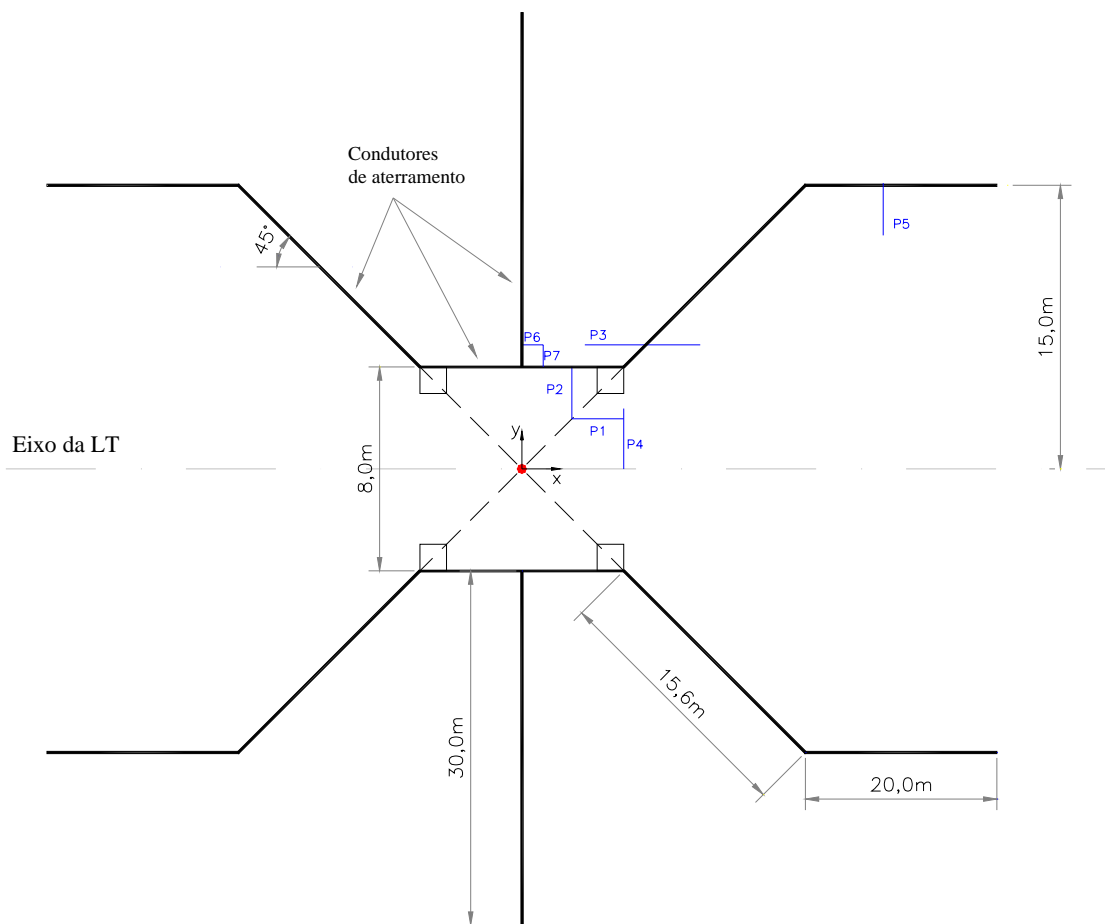 Condutores
de aterramento
45°
P5
P6
P3
P7
15,0m
P2
P1
P4
y
Eixo da LT
x
8,0m
15,6m
30,0m
20,0m